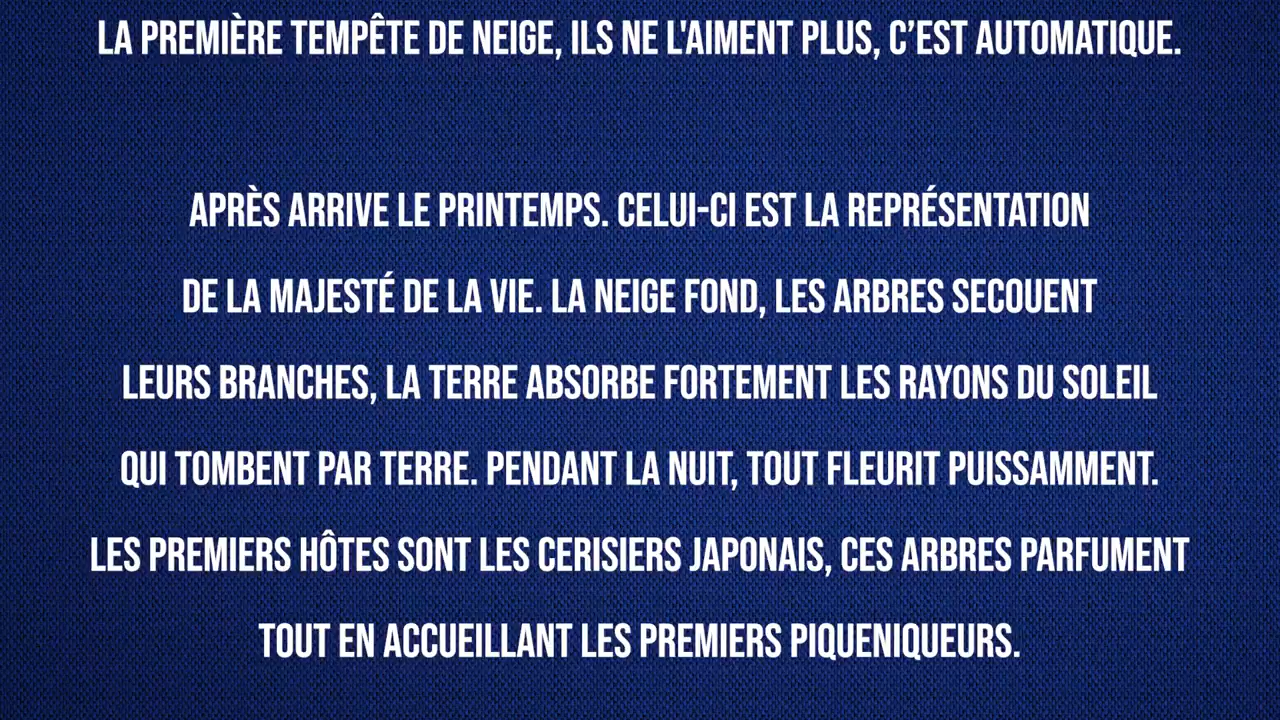 LA PREMIÈRE TEMPÊTE DE NEIGE, ILS NE L'AIMENT PLUS, C’EST AUTOMATIQUE.
APRÈS ARRIVE LE PRINTEMPS. CELUI-CI EST LA REPRÉSENTATION
DE LA MAJESTÉ DE LA VIE. LA NEIGE FOND, LES ARBRES SECOUENT
LEURS BRANCHES, LA TERRE ABSORBE FORTEMENT LES RAYONS DU SOLEIL
QUI TOMBENT PAR TERRE. PENDANT LA NUIT, TOUT FLEURIT PUISSAMMENT.
LES PREMIERS HÔTES SONT LES CERISIERS JAPONAIS, CES ARBRES PARFUMENT
TOUT EN ACCUEILLANT LES PREMIERS PIQUENIQUEURS.